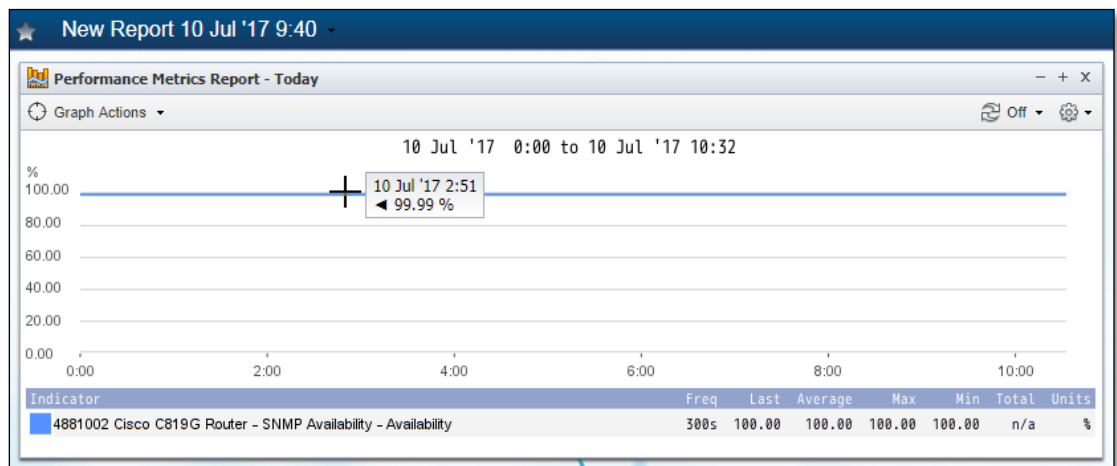 New Report 10 Jul '17 9:40
Performance Metrics Report - Today
Graph Actions
Off
10 Jul '17 0:00 to 10 Jul '17 10:32
%
100.00
10 Jul '17 2:51
◄ 99.99 %
80.00
60.00
40.00
20.00
0.00
0:00 2:00 4:00 6:00 8:00 10:00
Indicator Freq Last Average Max Min Total Units
4881002 Cisco C819G Router - SNMP Availability - Availability 300s 100.00 100.00 100.00 100.00 n/a %